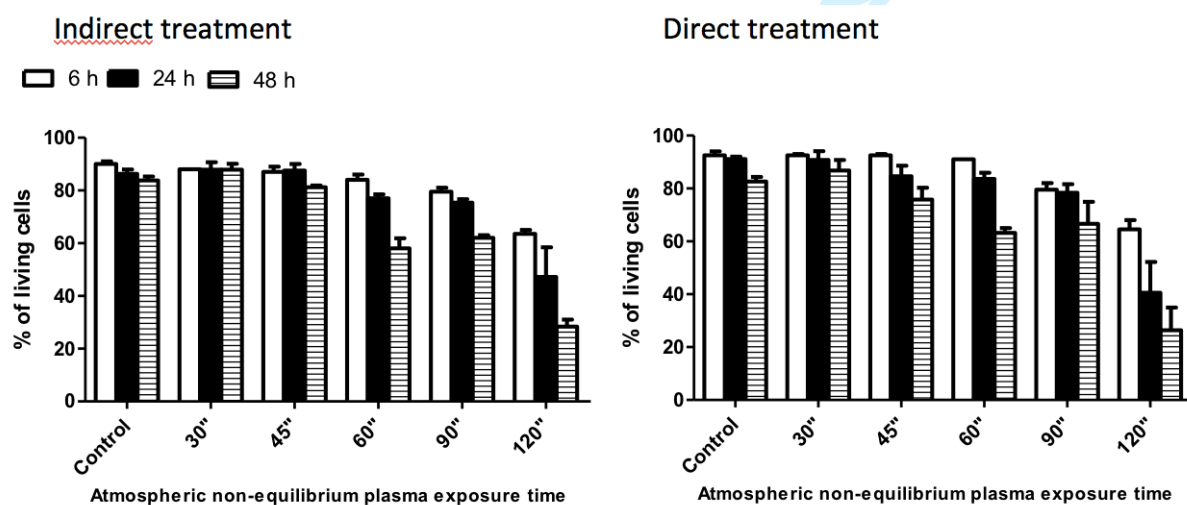 Indirect treatment
6 h 24 h 48 h
% of living cells
100
80
60
40
20
0
Control 30" 45" 60" 90" 120"
Atmospheric non-equilibrium plasma exposure time
Direct treatment
% of living cells
100
80
60
40
20
0
Control 30" 45" 60" 90" 120"
Atmospheric non-equilibrium plasma exposure time